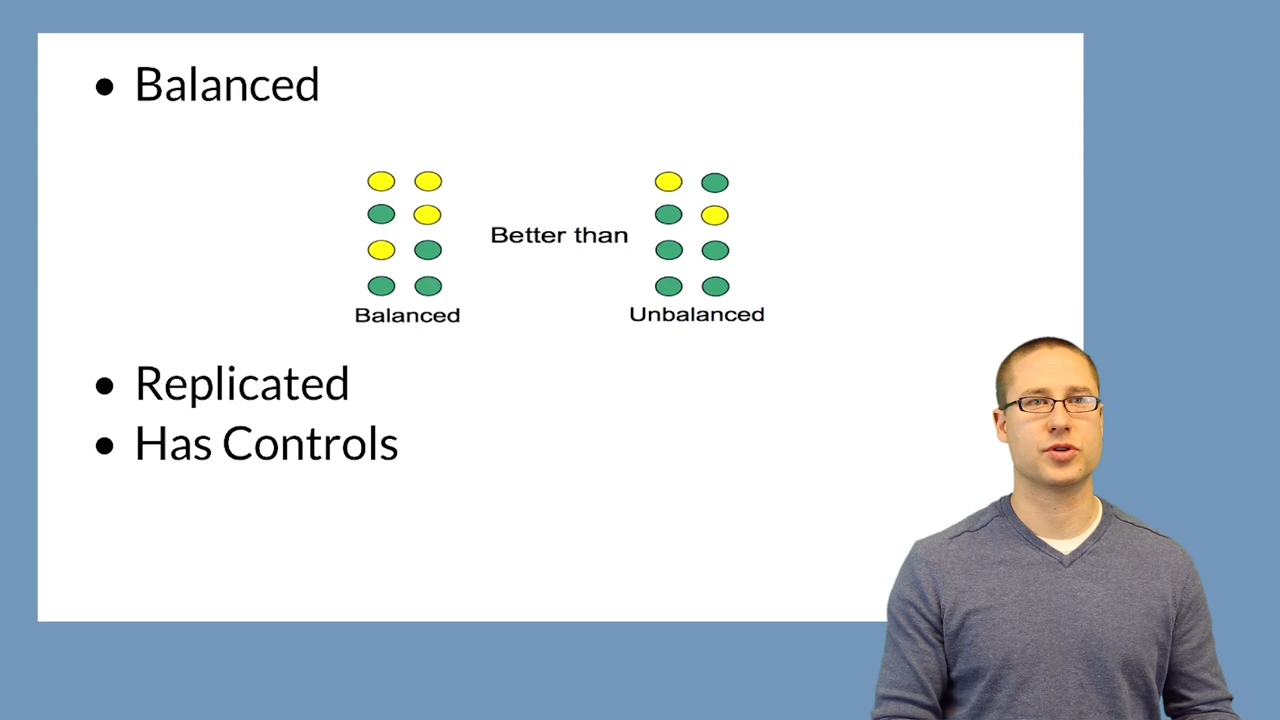 Balanced
Better than
Balanced
Unbalanced
Replicated
Has Controls